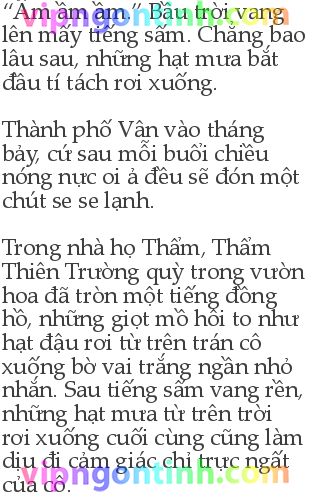 “Ầm ầm ầm.” Bầu trời vang
lên mấy tiếng sấm. Chẳng bao
lâu sau, những hạt mưa bắt
đầu tí tách rơi xuống.
Thành phố Vân vào tháng
bảy, cứ sau mỗi buổi chiều
nóng nực oi ả đều sẽ đón một
chút se se lạnh.
Trong nhà họ Thẩm, Thẩm
Thiên Trường quỳ trong vườn
hoa đã tròn một tiếng đồng
hồ, những giọt mồ hôi to như
hạt đậu rơi từ trên trán cô
xuống bờ vai trắng ngần nhỏ
nhắn. Sau tiếng sấm vang rền,
những hạt mưa từ trên trời
rơi xuống cuối cùng cũng làm
dịu đi cảm giác chỉ trực ngất
của cô.
vipngontinh.com
vipngontinh.com